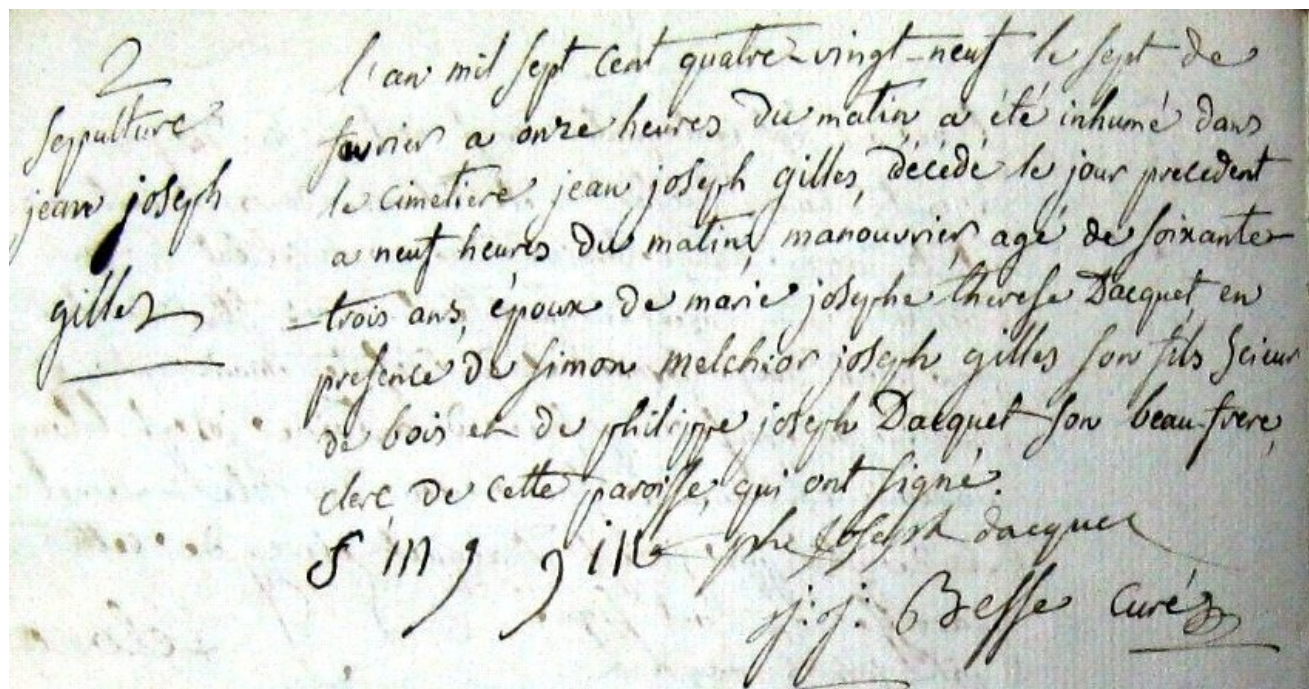 2
sepulture
jean joseph
gilles
l'an mil sept cent quatre-vingt-neuf le sept de
fevrier a onze heures du matin a été inhumé dans
le cimetiere jean joseph gilles, décédé le jour precedent
a neuf heures du matin, manouvrier agé de soixante-
-trois ans, époux de marie josephe therese Dacquet, en
presence de simon melchior joseph gilles son fils scieur
de bois et de philippe joseph Dacquet son beau-frere,
clerc de cette paroisse, qui ont signé.
S m j gille phe Joseph dacquet
j: j: Besse curé